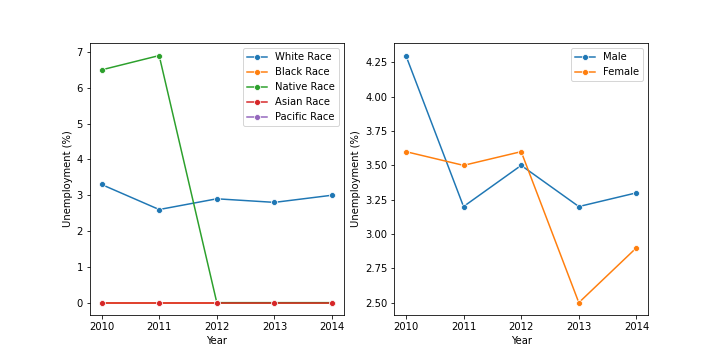 7
6
5
4
3
2
1
0
Unemployment (%)
2010 2011 2012 2013 2014
Year
White Race
Black Race
Native Race
Asian Race
Pacific Race
4.25
4.00
3.75
3.50
3.25
3.00
2.75
2.50
Unemployment (%)
2010 2011 2012 2013 2014
Year
Male
Female